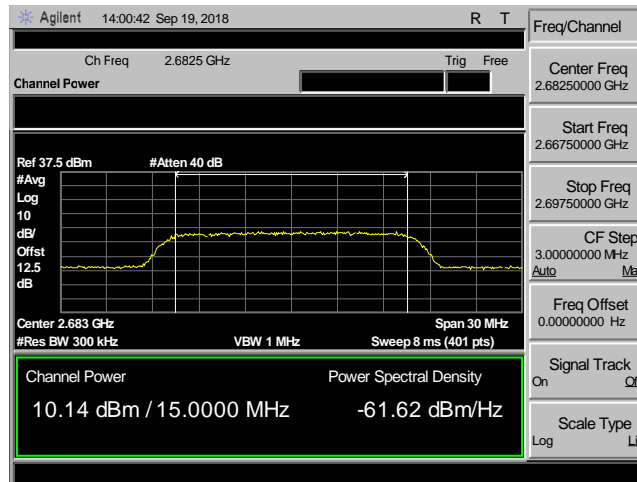 Agilent 14:00:42 Sep 19, 2018 R T
Ch Freq 2.6825 GHz Trig Free
Channel Power
Ref 37.5 dBm #Atten 40 dB
#Avg
Log
10
dB/
Offst
12.5
dB
Center 2.683 GHz Span 30 MHz
#Res BW 300 kHz VBW 1 MHz Sweep 8 ms (401 pts)
Channel Power Power Spectral Density
10.14 dBm / 15.0000 MHz -61.62 dBm/Hz
Freq/Channel
Center Freq
2.68250000 GHz
Start Freq
2.66750000 GHz
Stop Freq
2.69750000 GHz
CF Step
3.00000000 MHz
Auto Ma
Freq Offset
0.00000000 Hz
Signal Track
On Of
Scale Type
Log Li